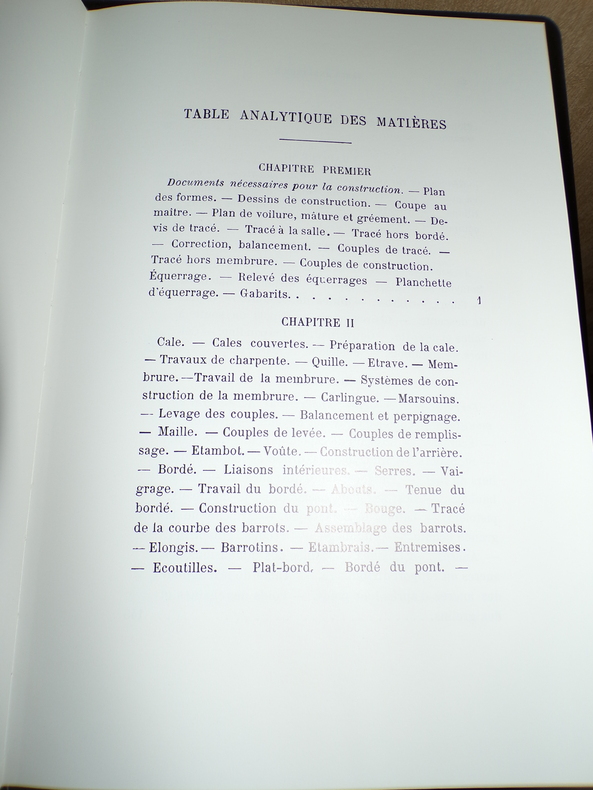 TABLE ANALYTIQUE DES MATIÈRES
CHAPITRE PREMIER
Documents nécessaires pour la construction. — Plan
des formes. — Dessins de construction. — Coupe au
maître. — Plan de voilure, mâture et gréement. — De-
vis de tracé. — Tracé à la salle. — Tracé hors bordé.
— Correction, balancement. — Couples de tracé. —
Tracé hors membrure. — Couples de construction.
Équerrage. — Relevé des équerrages — Planchette
d'équerrage. — Gabarits. . . . . . . . . . . . 1
CHAPITRE II
Cale. — Cales couvertes. — Préparation de la cale.
— Travaux de charpente. — Quille. — Etrave. — Mem-
brure. — Travail de la membrure. — Systèmes de con-
struction de la membrure. — Carlingue. — Marsouins.
— Levage des couples. — Balancement et perpignage.
— Maille. — Couples de levée. — Couples de remplis-
sage. — Etambot. — Voûte. — Construction de l'arrière.
— Bordé. — Liaisons intérieures. — Serres. — Vai-
grage. — Travail du bordé. — Abouts. — Tenue du
bordé. — Construction du pont. — Bouge. — Tracé
de la courbe des barrots. — Assemblage des barrots.
— Elongis. — Barrotins. — Etambrais. — Entremises.
— Ecoutilles. — Plat-bord. — Bordé du pont. —